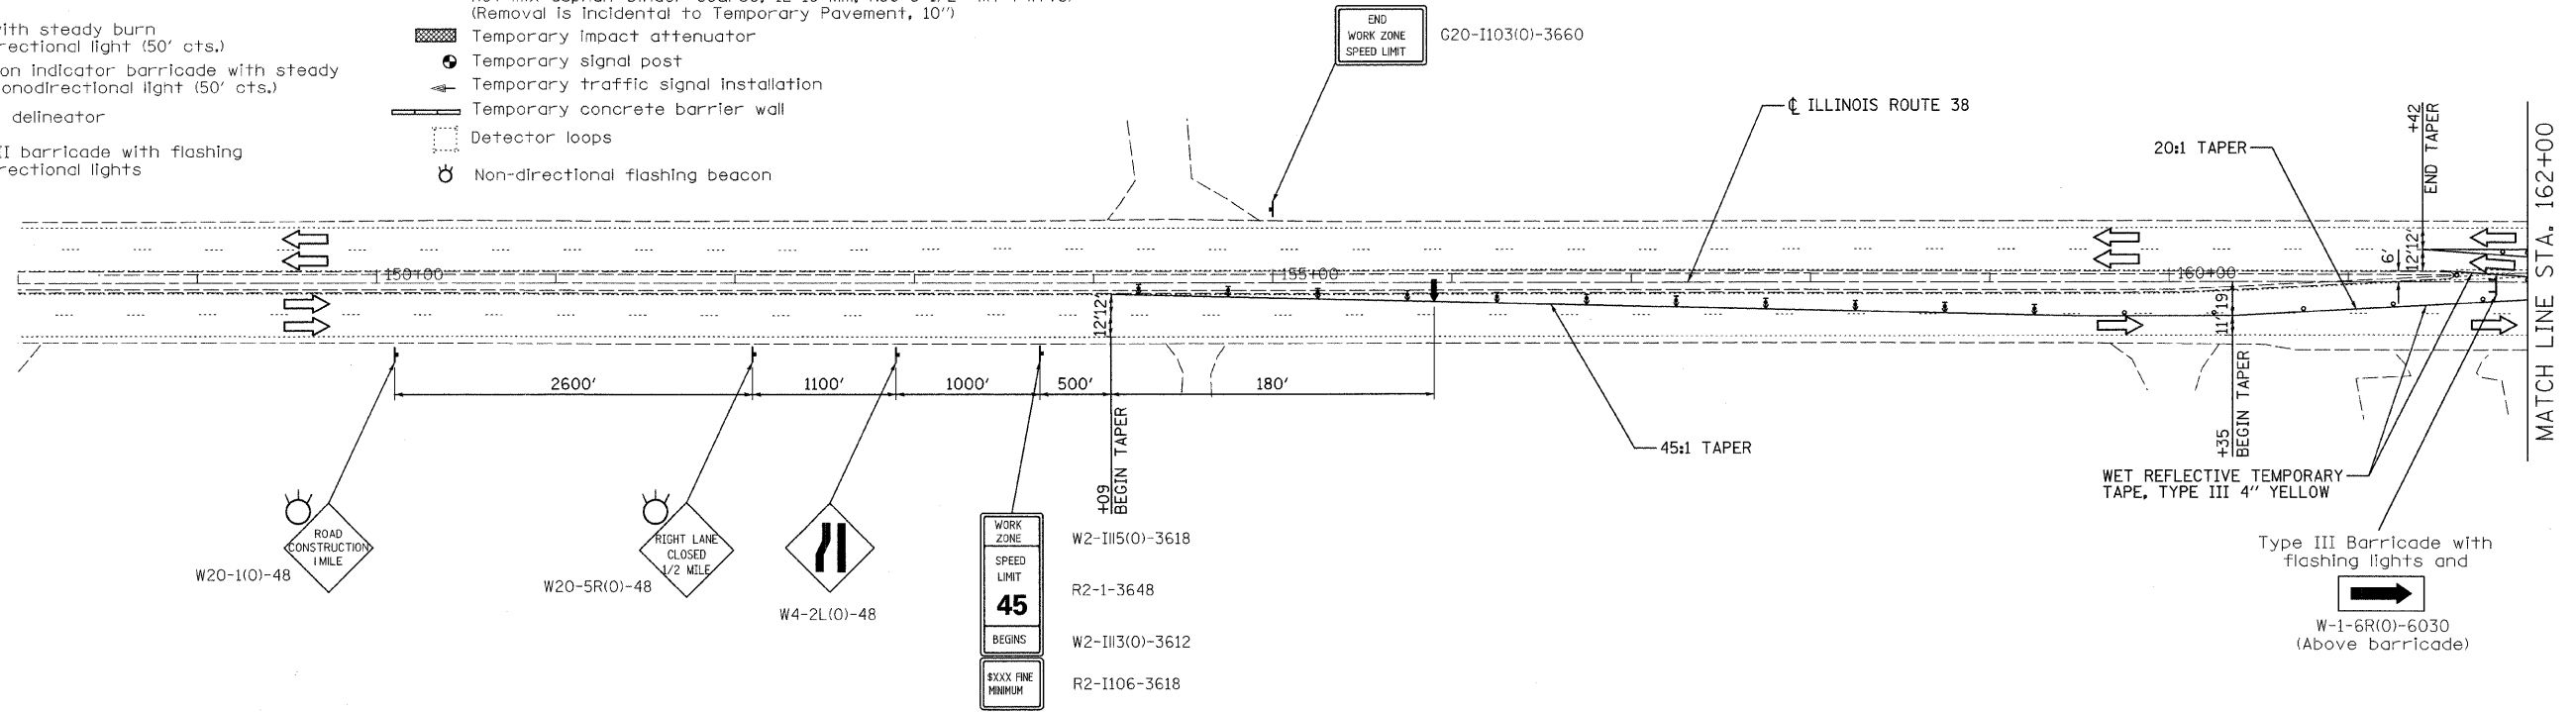 (Removal is incidental to Temporary Pavement, 10")
with steady burn
rectional light (50' cts.)
on indicator barricade with steady
onodirectional light (50' cts.)
delineator
II barricade with flashing
rectional lights
Temporary impact attenuator
Temporary signal post
Temporary traffic signal installation
Temporary concrete barrier wall
Detector loops
Non-directional flashing beacon
END
WORK ZONE
SPEED LIMIT
G20-I103(O)-3660
℄ ILLINOIS ROUTE 38
20:1 TAPER
+42
END TAPER
MATCH LINE STA. 162+00
150+00
155+00
160+00
6'
12'12'
12'12'
11'19
2600'
1100'
1000'
500'
180'
+09
BEGIN TAPER
45:1 TAPER
+35
BEGIN TAPER
WET REFLECTIVE TEMPORARY
TAPE, TYPE III 4" YELLOW
ROAD
CONSTRUCTION
1 MILE
W20-1(O)-48
RIGHT LANE
CLOSED
1/2 MILE
W20-5R(O)-48
W4-2L(O)-48
WORK
ZONE
SPEED
LIMIT
45
BEGINS
$XXX FINE
MINIMUM
W2-I115(O)-3618
R2-1-3648
W2-I113(O)-3612
R2-I106-3618
Type III Barricade with
flashing lights and
W-1-6R(O)-6030
(Above barricade)